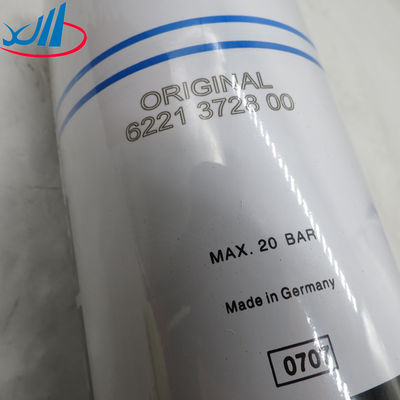 ORIGINAL
6221 3728 00
MAX. 20 BAR
Made in Germany
0707